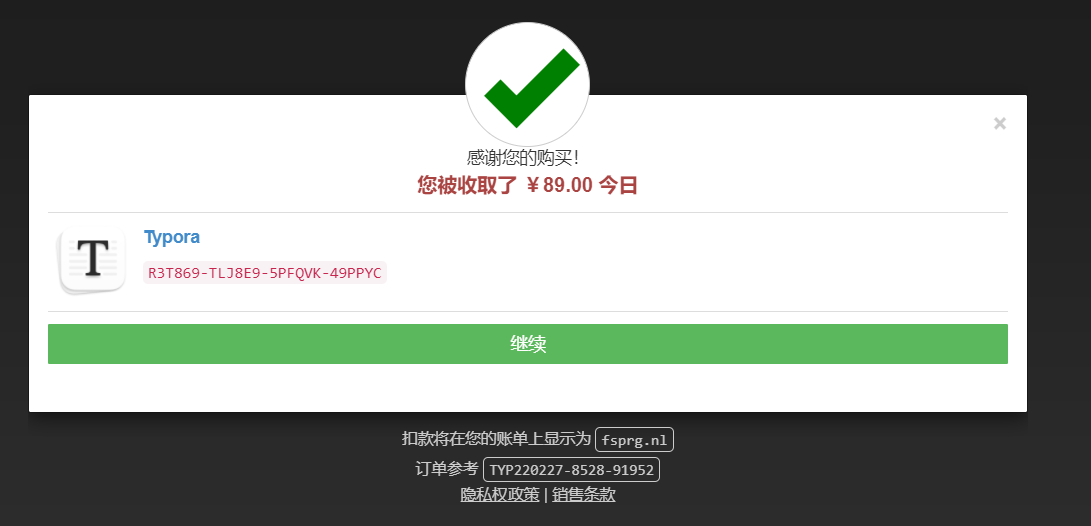 ×
感谢您的购买!
您被收取了 ¥89.00 今日
T
Typora
R3T869-TLJ8E9-5PFQVK-49PPYC
继续
扣款将在您的账单上显示为 fsprg.nl
订单参考 TYP220227-8528-91952
隐私权政策 | 销售条款